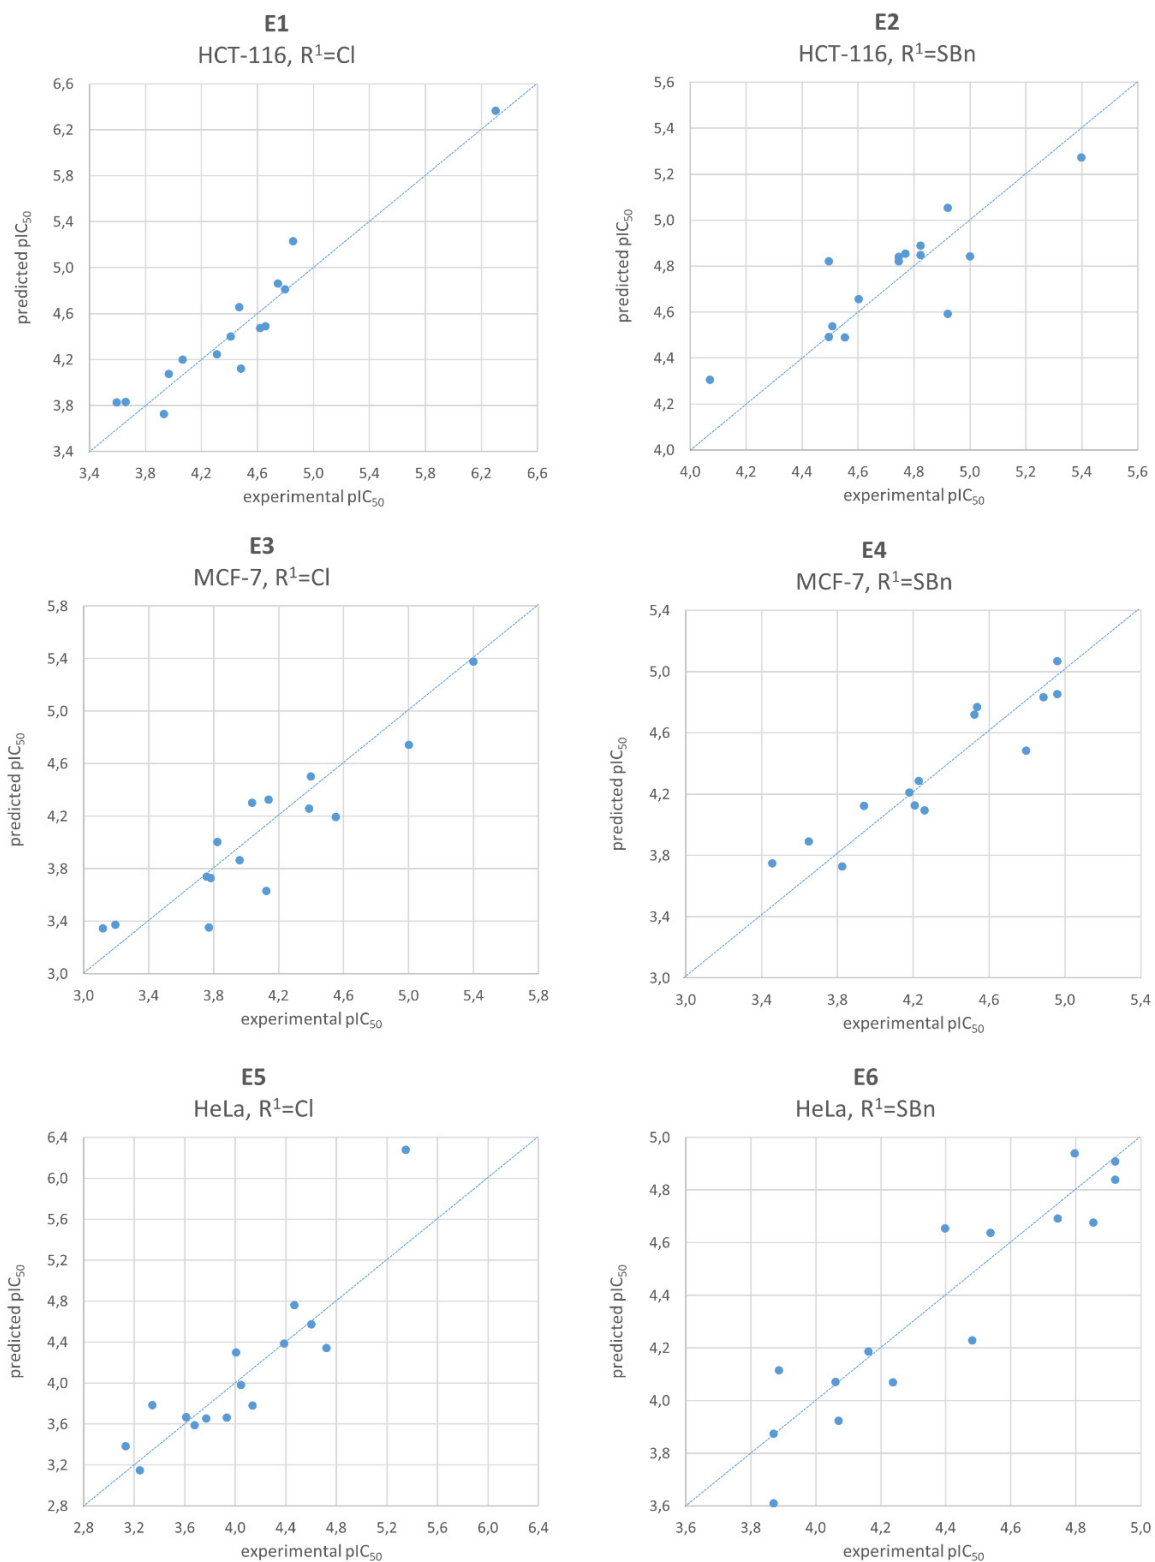 E1
HCT-116, R¹=Cl
6,6
6,2
5,8
5,4
5,0
4,6
4,2
3,8
3,4
predicted pIC₅₀
3,4 3,8 4,2 4,6 5,0 5,4 5,8 6,2 6,6
experimental pIC₅₀
E2
HCT-116, R¹=SBn
5,6
5,4
5,2
5,0
4,8
4,6
4,4
4,2
4,0
predicted pIC₅₀
4,0 4,2 4,4 4,6 4,8 5,0 5,2 5,4 5,6
experimental pIC₅₀
E3
MCF-7, R¹=Cl
5,8
5,4
5,0
4,6
4,2
3,8
3,4
3,0
predicted pIC₅₀
3,0 3,4 3,8 4,2 4,6 5,0 5,4 5,8
experimental pIC₅₀
E4
MCF-7, R¹=SBn
5,4
5,0
4,6
4,2
3,8
3,4
3,0
predicted pIC₅₀
3,0 3,4 3,8 4,2 4,6 5,0 5,4
experimental pIC₅₀
E5
HeLa, R¹=Cl
6,4
6,0
5,6
5,2
4,8
4,4
4,0
3,6
3,2
2,8
predicted pIC₅₀
2,8 3,2 3,6 4,0 4,4 4,8 5,2 5,6 6,0 6,4
experimental pIC₅₀
E6
HeLa, R¹=SBn
5,0
4,8
4,6
4,4
4,2
4,0
3,8
3,6
predicted pIC₅₀
3,6 3,8 4,0 4,2 4,4 4,6 4,8 5,0
experimental pIC₅₀